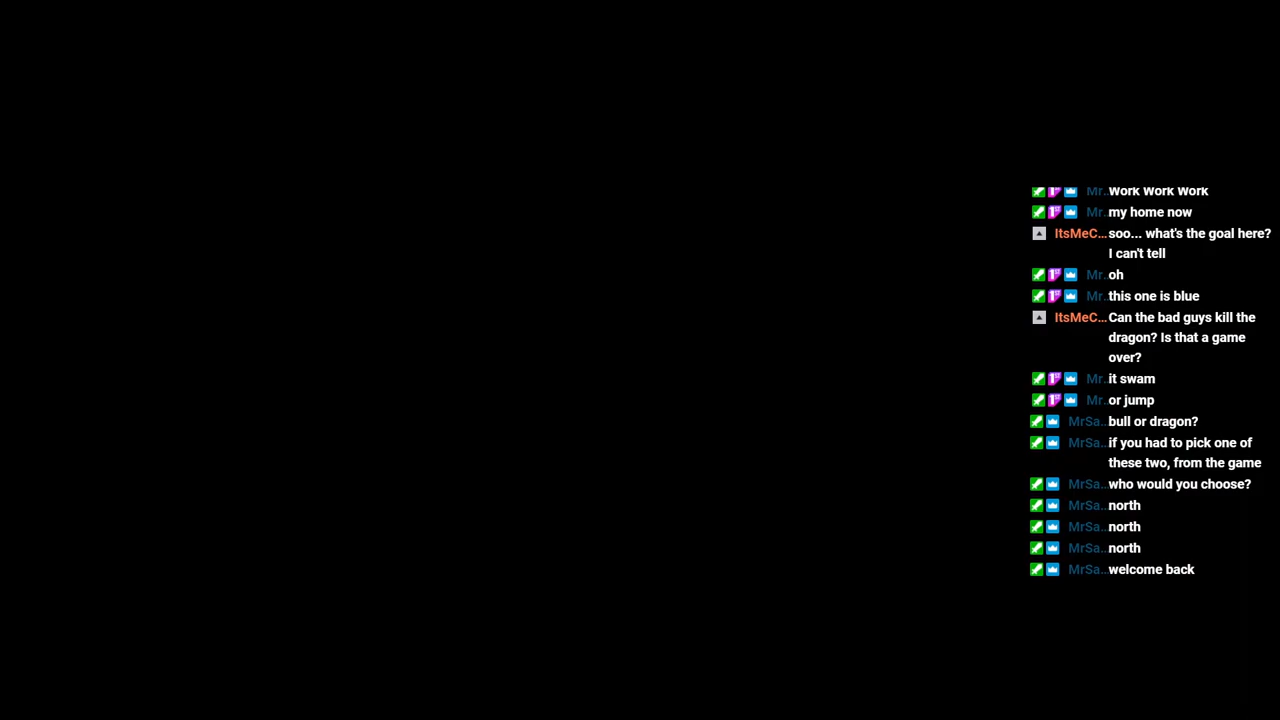 Mr. Work Work Work
Mr. my home now
ItsMeC... soo... what's the goal here?
I can't tell
Mr. oh
Mr. this one is blue
ItsMeC... Can the bad guys kill the
dragon? Is that a game
over?
Mr. it swam
Mr. or jump
MrSa... bull or dragon?
MrSa... if you had to pick one of
these two, from the game
MrSa... who would you choose?
MrSa... north
MrSa... north
MrSa... north
MrSa... welcome back